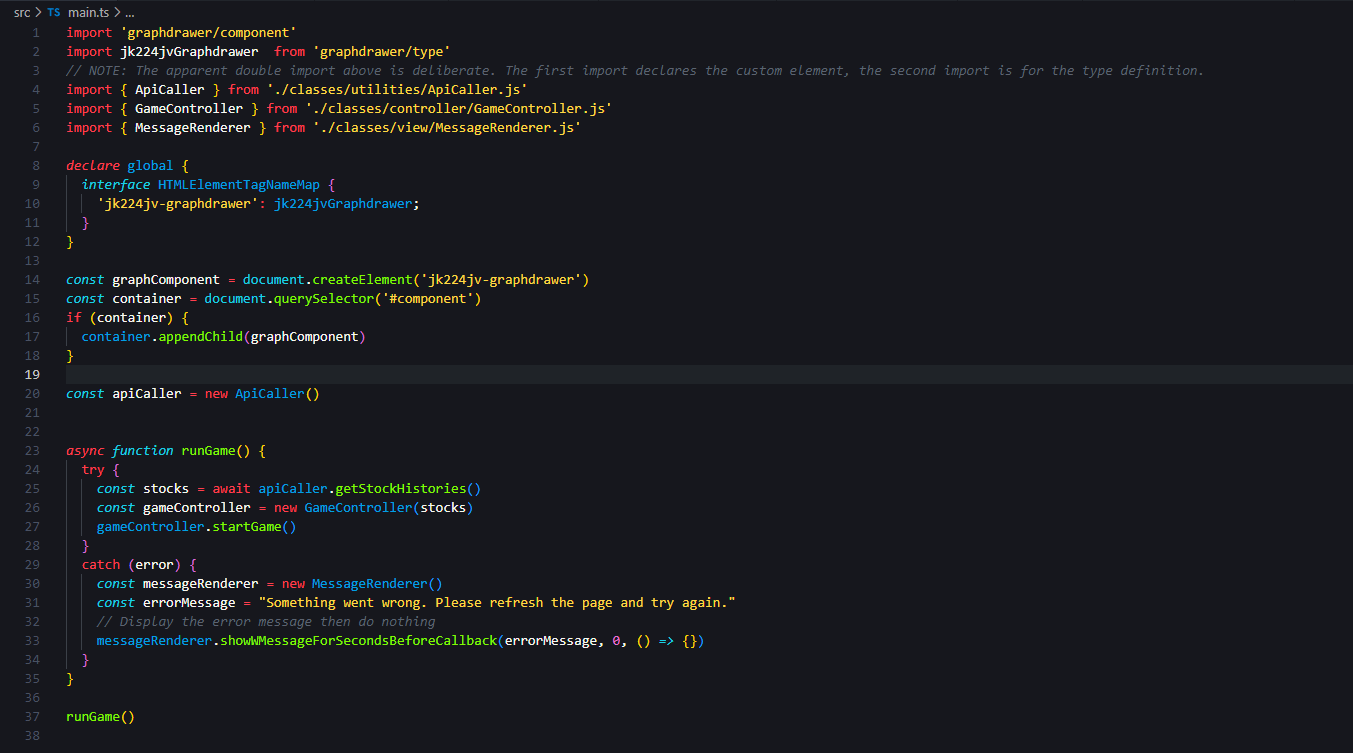 src > TS main.ts > ...
1 import 'graphdrawer/component'
2 import jk224jvGraphdrawer  from 'graphdrawer/type'
3 // NOTE: The apparent double import above is deliberate. The first import declares the custom element, the second import is for the type definition.
4 import { ApiCaller } from './classes/utilities/ApiCaller.js'
5 import { GameController } from './classes/controller/GameController.js'
6 import { MessageRenderer } from './classes/view/MessageRenderer.js'
7
8 declare global {
9   interface HTMLElementTagNameMap {
10     'jk224jv-graphdrawer': jk224jvGraphdrawer;
11   }
12 }
13
14 const graphComponent = document.createElement('jk224jv-graphdrawer')
15 const container = document.querySelector('#component')
16 if (container) {
17   container.appendChild(graphComponent)
18 }
19
20 const apiCaller = new ApiCaller()
21
22
23 async function runGame() {
24   try {
25     const stocks = await apiCaller.getStockHistories()
26     const gameController = new GameController(stocks)
27     gameController.startGame()
28   }
29   catch (error) {
30     const messageRenderer = new MessageRenderer()
31     const errorMessage = "Something went wrong. Please refresh the page and try again."
32     // Display the error message then do nothing
33     messageRenderer.showWMessageForSecondsBeforeCallback(errorMessage, 0, () => {})
34   }
35 }
36
37 runGame()
38